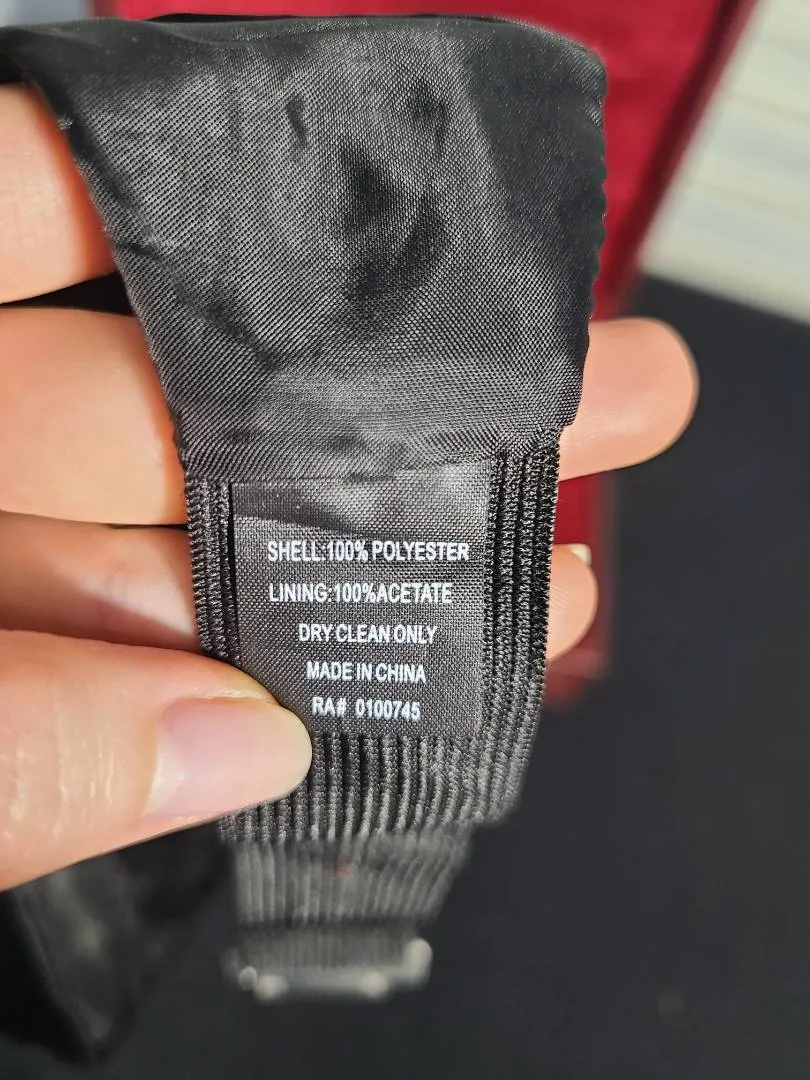 SHELL:100% POLYESTER
LINING:100%ACETATE
DRY CLEAN ONLY
MADE IN CHINA
RA# 0100745